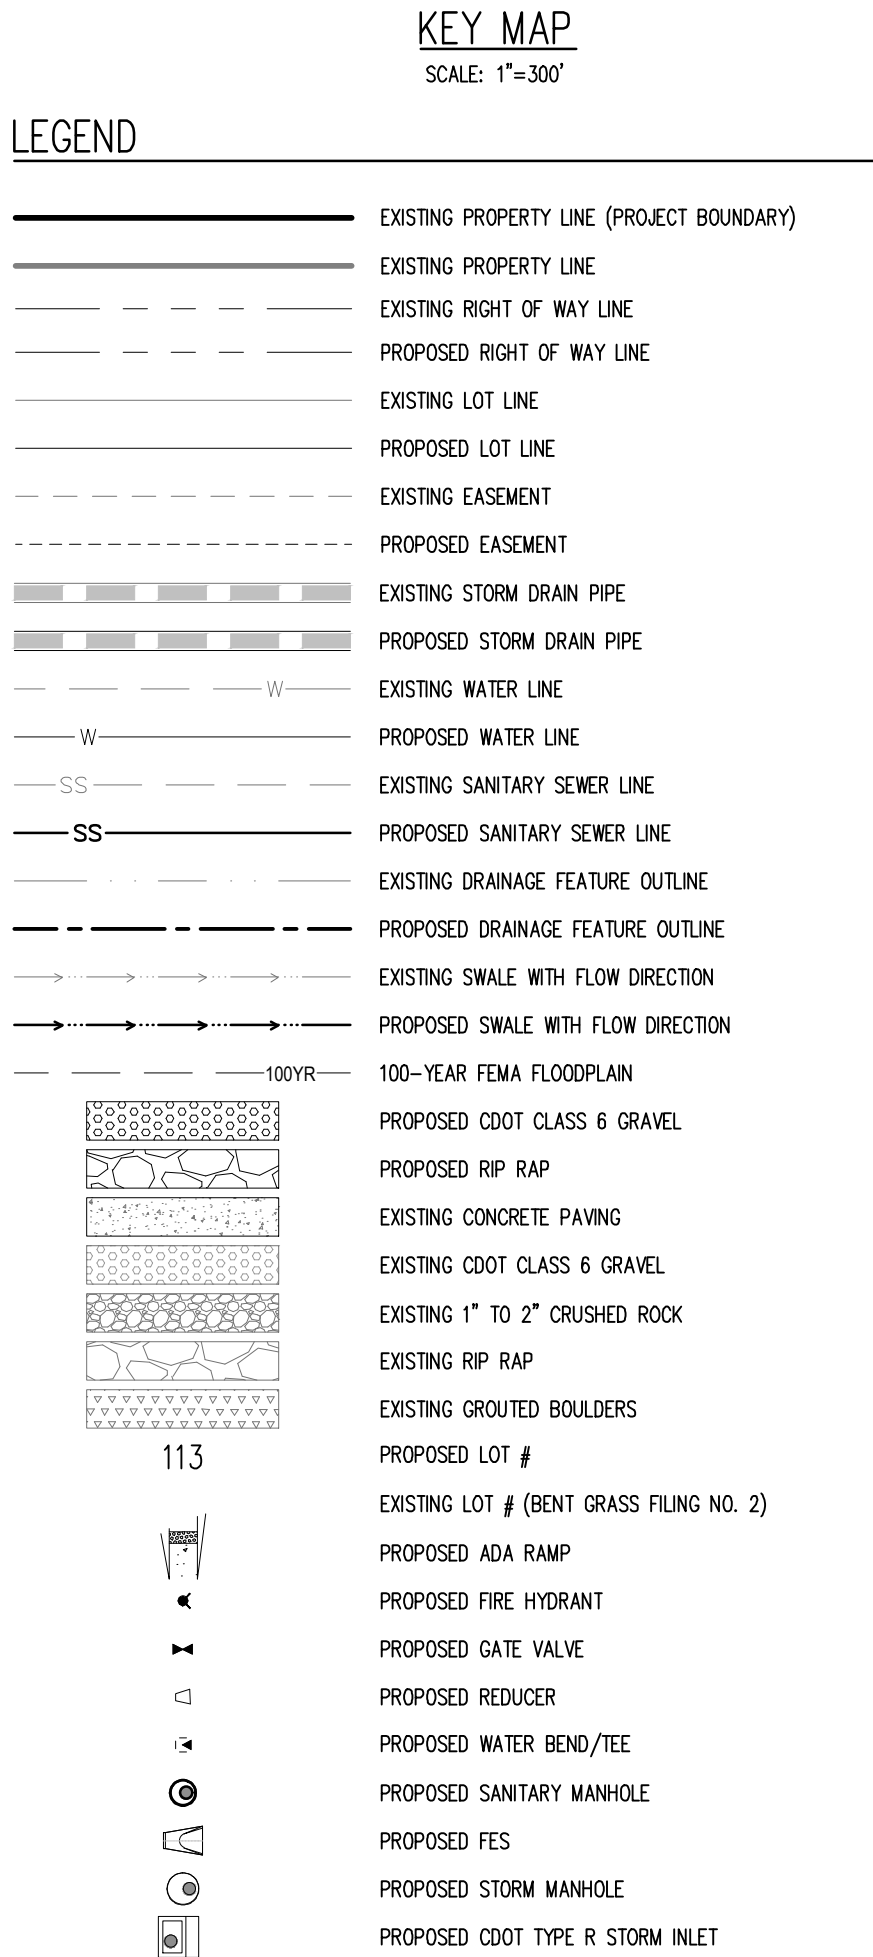 KEY MAP
SCALE: 1"=300'
LEGEND
EXISTING PROPERTY LINE (PROJECT BOUNDARY)
EXISTING PROPERTY LINE
EXISTING RIGHT OF WAY LINE
PROPOSED RIGHT OF WAY LINE
EXISTING LOT LINE
PROPOSED LOT LINE
EXISTING EASEMENT
PROPOSED EASEMENT
EXISTING STORM DRAIN PIPE
PROPOSED STORM DRAIN PIPE
W EXISTING WATER LINE
W PROPOSED WATER LINE
SS EXISTING SANITARY SEWER LINE
SS PROPOSED SANITARY SEWER LINE
EXISTING DRAINAGE FEATURE OUTLINE
PROPOSED DRAINAGE FEATURE OUTLINE
EXISTING SWALE WITH FLOW DIRECTION
PROPOSED SWALE WITH FLOW DIRECTION
100YR 100-YEAR FEMA FLOODPLAIN
PROPOSED CDOT CLASS 6 GRAVEL
PROPOSED RIP RAP
EXISTING CONCRETE PAVING
EXISTING CDOT CLASS 6 GRAVEL
EXISTING 1" TO 2" CRUSHED ROCK
EXISTING RIP RAP
EXISTING GROUTED BOULDERS
113 PROPOSED LOT #
EXISTING LOT # (BENT GRASS FILING NO. 2)
PROPOSED ADA RAMP
PROPOSED FIRE HYDRANT
PROPOSED GATE VALVE
PROPOSED REDUCER
PROPOSED WATER BEND/TEE
PROPOSED SANITARY MANHOLE
PROPOSED FES
PROPOSED STORM MANHOLE
PROPOSED CDOT TYPE R STORM INLET